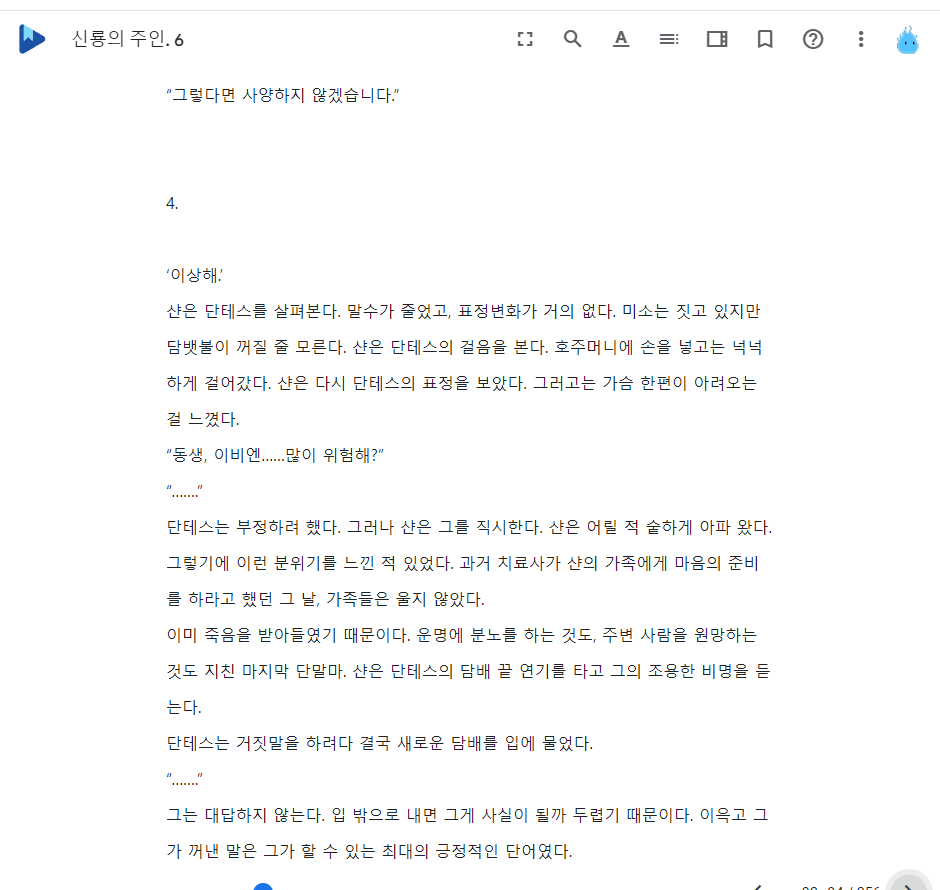 신룡의 주인. 6
“그렇다면 사양하지 않겠습니다.”
4.
‘이상해.’
샨은 단테스를 살펴본다. 말수가 줄었고, 표정변화가 거의 없다. 미소는 짓고 있지만
담뱃불이 꺼질 줄 모른다. 샨은 단테스의 걸음을 본다. 호주머니에 손을 넣고는 넉넉
하게 걸어갔다. 샨은 다시 단테스의 표정을 보았다. 그러고는 가슴 한편이 아려오는
걸 느꼈다.
“동생, 이비엔……많이 위험해?”
“…….”
단테스는 부정하려 했다. 그러나 샨은 그를 직시한다. 샨은 어릴 적 숱하게 아파 왔다.
그렇기에 이런 분위기를 느낀 적 있었다. 과거 치료사가 샨의 가족에게 마음의 준비
를 하라고 했던 그 날, 가족들은 울지 않았다.
이미 죽음을 받아들였기 때문이다. 운명에 분노를 하는 것도, 주변 사람을 원망하는
것도 지친 마지막 단말마. 샨은 단테스의 담배 끝 연기를 타고 그의 조용한 비명을 듣
는다.
단테스는 거짓말을 하려다 결국 새로운 담배를 입에 물었다.
“…….”
그는 대답하지 않는다. 입 밖으로 내면 그게 사실이 될까 두렵기 때문이다. 이윽고 그
가 꺼낸 말은 그가 할 수 있는 최대의 긍정적인 단어였다.